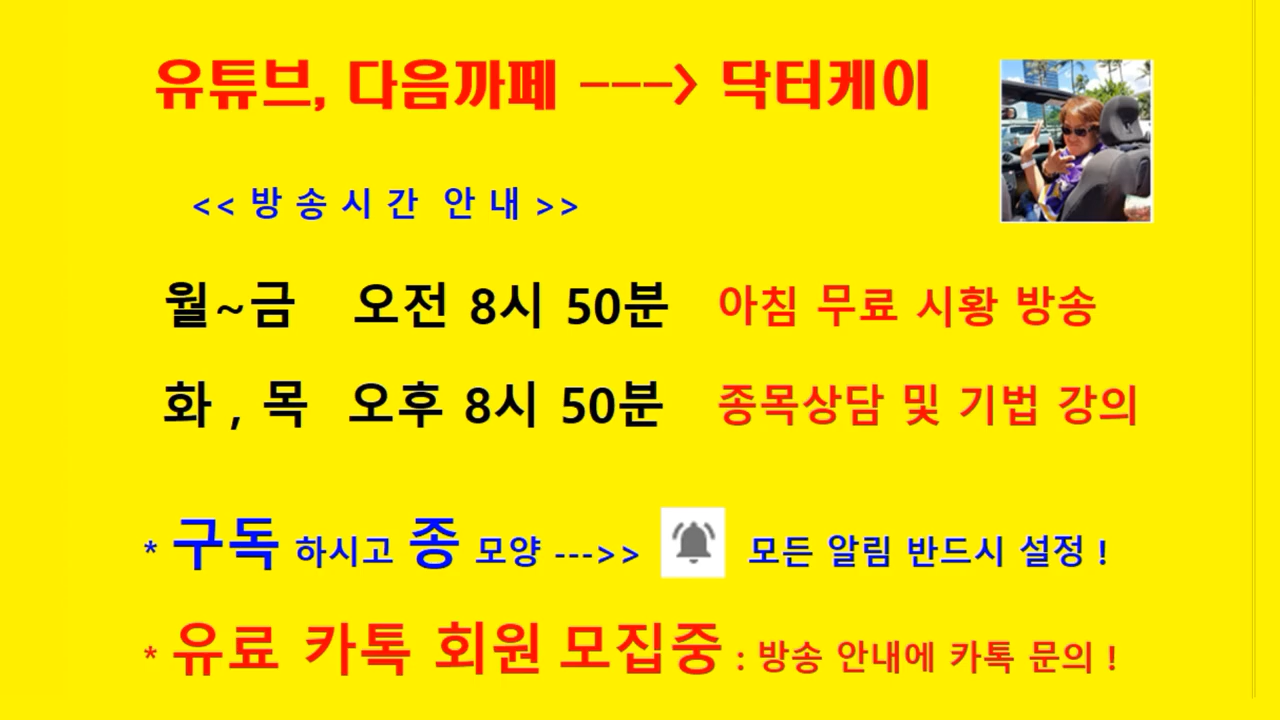 유튜브, 다음까페 ---> 닥터케이
<< 방 송 시 간 안 내 >>
월~금 오전 8시 50분 아침 무료 시황 방송
화 , 목 오후 8시 50분 종목상담 및 기법 강의
* 구독 하시고 종 모양 --->> 모든 알림 반드시 설정 !
* 유료 카톡 회원 모집중 : 방송 안내에 카톡 문의 !